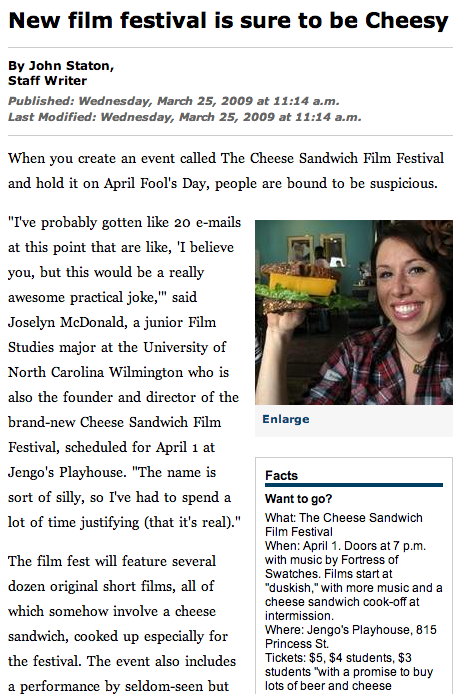 New film festival is sure to be Cheesy
By John Staton,
Staff Writer
Published: Wednesday, March 25, 2009 at 11:14 a.m.
Last Modified: Wednesday, March 25, 2009 at 11:14 a.m.
When you create an event called The Cheese Sandwich Film Festival
and hold it on April Fool's Day, people are bound to be suspicious.
"I've probably gotten like 20 e-mails
at this point that are like, 'I believe
you, but this would be a really
awesome practical joke,'" said
Joselyn McDonald, a junior Film
Studies major at the University of
North Carolina Wilmington who is
also the founder and director of the
brand-new Cheese Sandwich Film
Festival, scheduled for April 1 at
Jengo's Playhouse. "The name is
sort of silly, so I've had to spend a
lot of time justifying (that it's real)."
The film fest will feature several
dozen original short films, all of
which somehow involve a cheese
sandwich, cooked up especially for
the festival. The event also includes
a performance by seldom-seen but
Enlarge
Facts
Want to go?
What: The Cheese Sandwich
Film Festival
When: April 1. Doors at 7 p.m.
with music by Fortress of
Swatches. Films start at
"duskish," with more music and a
cheese sandwich cook-off at
intermission.
Where: Jengo's Playhouse, 815
Princess St.
Tickets: $5, $4 students, $3
students "with a promise to buy
lots of beer and cheese